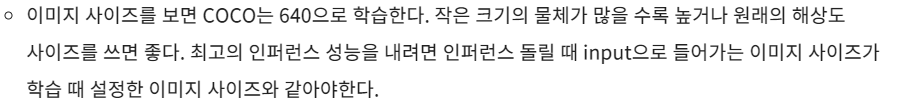 ○ 이미지 사이즈를 보면 COCO는 640으로 학습한다. 작은 크기의 물체가 많을 수록 높거나 원래의 해상도
사이즈를 쓰면 좋다. 최고의 인퍼런스 성능을 내려면 인퍼런스 돌릴 때 input으로 들어가는 이미지 사이즈가
학습 때 설정한 이미지 사이즈와 같아야한다.